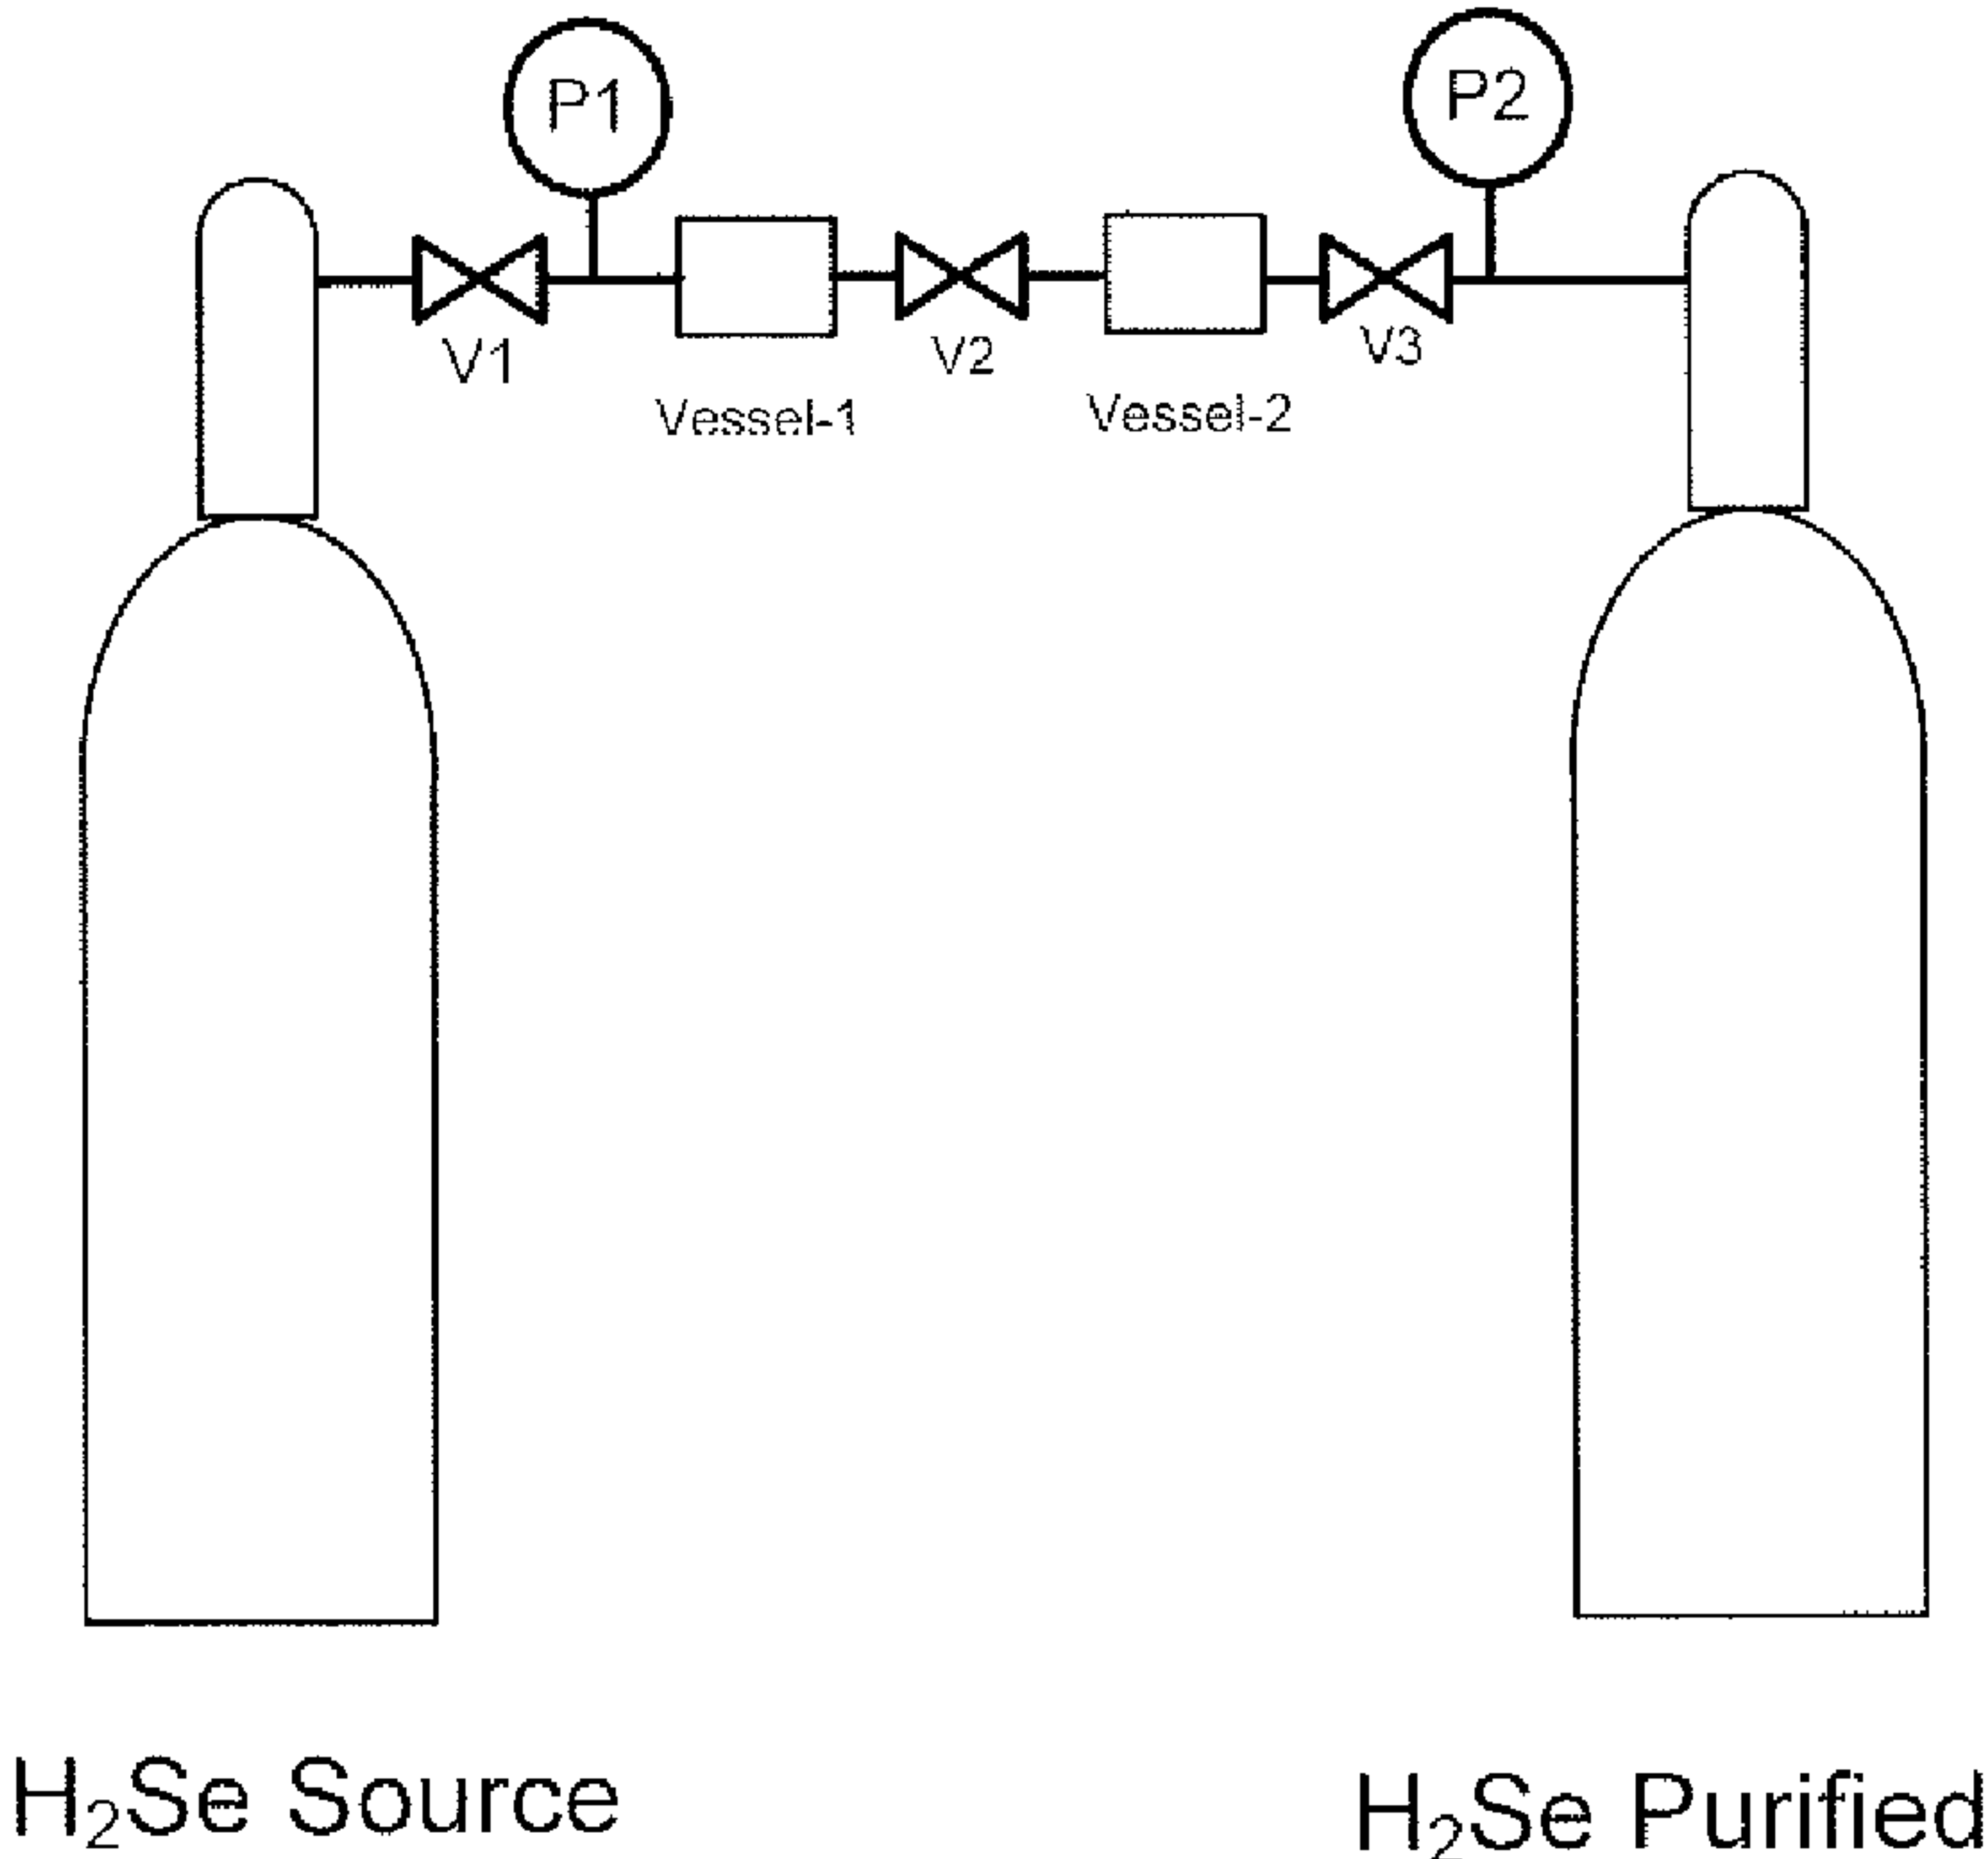 P1
P2
V1
V2
V3
Vessel-1
Vessel-2
H₂Se Source
H₂Se Purified